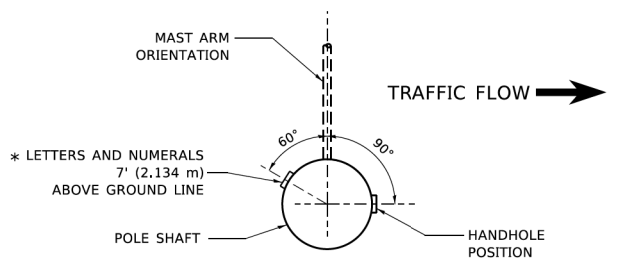 MAST ARM
ORIENTATION
TRAFFIC FLOW
60°
90°
* LETTERS AND NUMERALS
7' (2.134 m)
ABOVE GROUND LINE
POLE SHAFT
HANDHOLE
POSITION